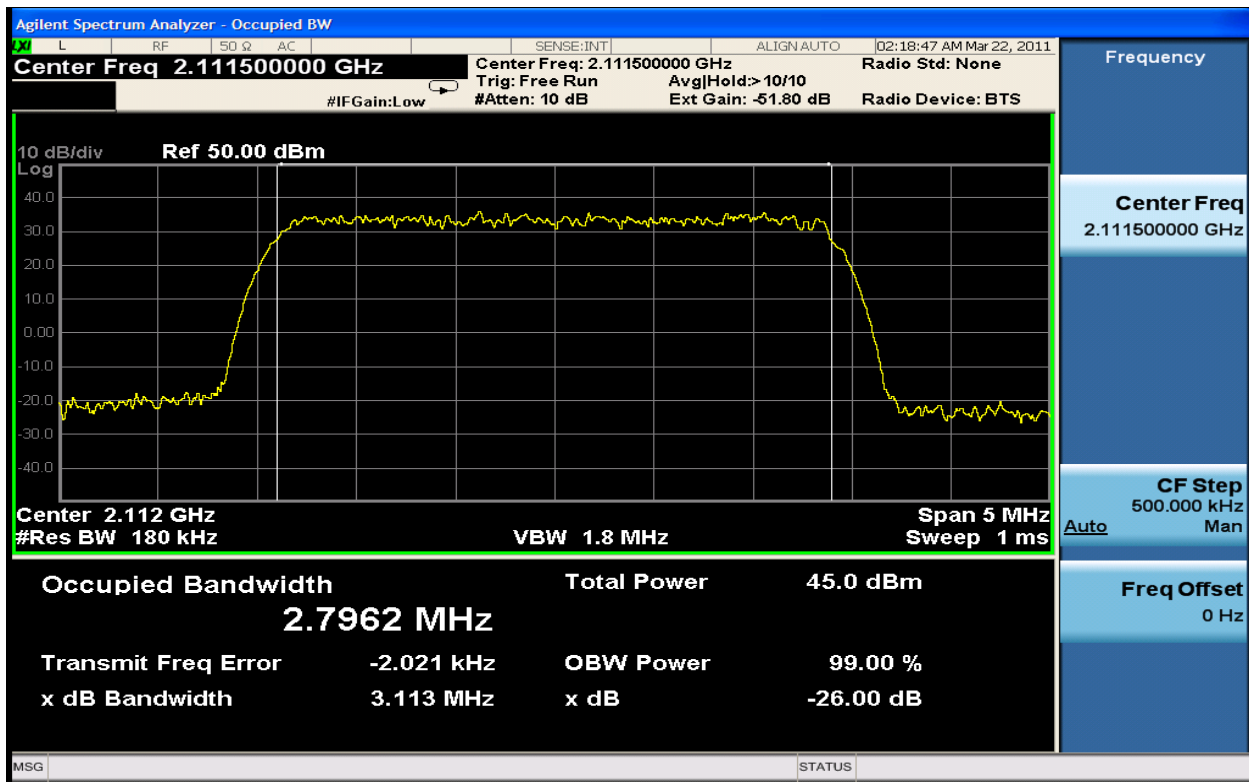 Agilent Spectrum Analyzer - Occupied BW
LXI L RF 50 Ω AC SENSE:INT ALIGN AUTO 02:18:47 AM Mar 22, 2011
Center Freq 2.111500000 GHz
Center Freq: 2.111500000 GHz Radio Std: None
Trig: Free Run Avg|Hold:> 10/10
#IFGain:Low #Atten: 10 dB Ext Gain: -51.80 dB Radio Device: BTS
10 dB/div Ref 50.00 dBm
Log
40.0
30.0
20.0
10.0
0.00
-10.0
-20.0
-30.0
-40.0
Center 2.112 GHz Span 5 MHz
#Res BW 180 kHz VBW 1.8 MHz Sweep 1 ms
Occupied Bandwidth Total Power 45.0 dBm
2.7962 MHz
Transmit Freq Error -2.021 kHz OBW Power 99.00 %
x dB Bandwidth 3.113 MHz x dB -26.00 dB
Frequency
Center Freq
2.111500000 GHz
CF Step
500.000 kHz
Auto Man
Freq Offset
0 Hz
MSG STATUS